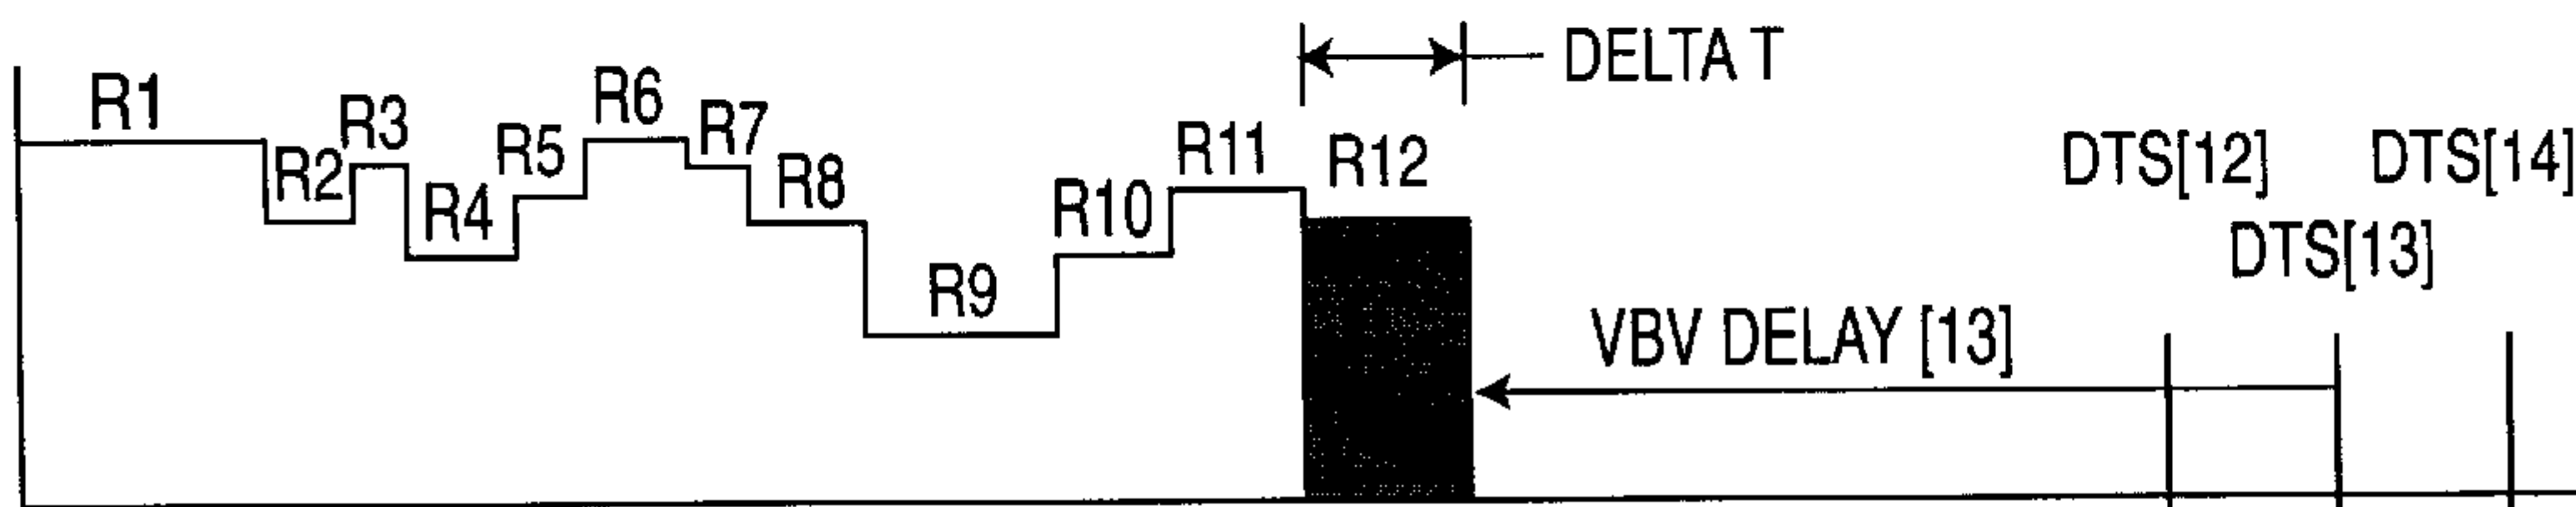 DELTA T
R1
R2
R3
R4
R5
R6
R7
R8
R9
R10
R11
R12
DTS[12]
DTS[14]
DTS[13]
VBV DELAY [13]